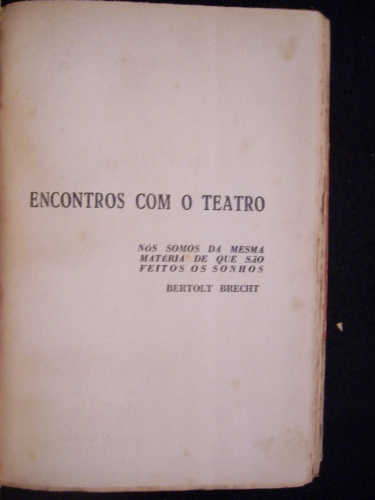 ENCONTROS COM O TEATRO
NÓS SOMOS DA MESMA
MATÉRIA DE QUE SÃO
FEITOS OS SONHOS
BERTOLT BRECHT